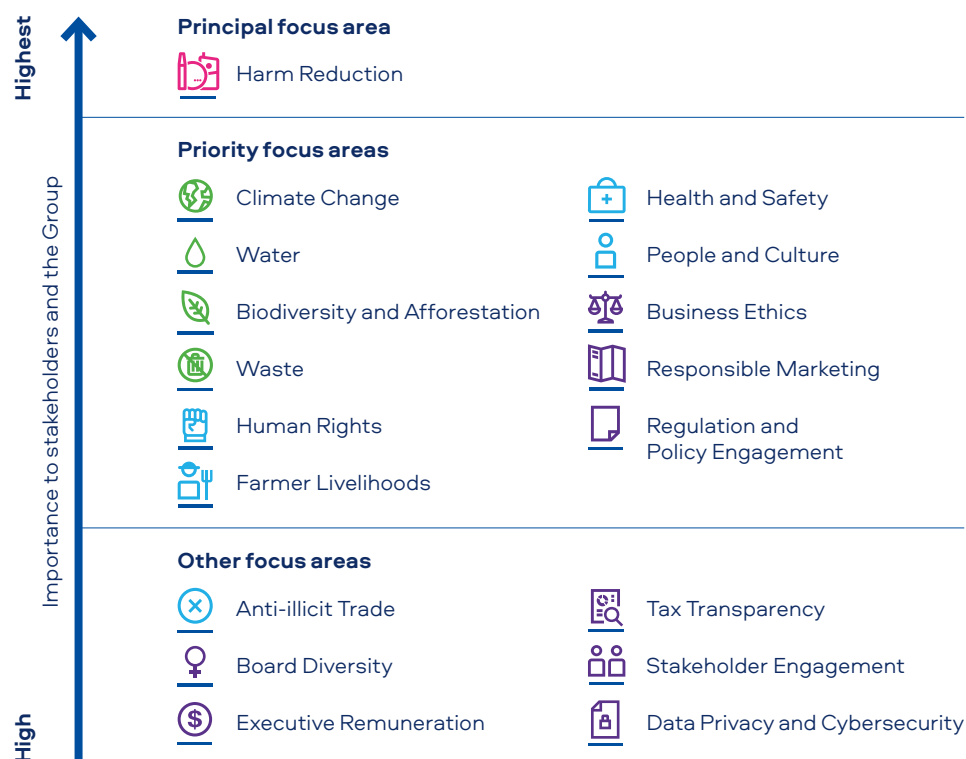 Highest
Importance to stakeholders and the Group
High
Principal focus area
Harm Reduction
Priority focus areas
Climate Change
Water
Biodiversity and Afforestation
Waste
Human Rights
Farmer Livelihoods
Health and Safety
People and Culture
Business Ethics
Responsible Marketing
Regulation and
Policy Engagement
Other focus areas
Anti-illicit Trade
Board Diversity
Executive Remuneration
Tax Transparency
Stakeholder Engagement
Data Privacy and Cybersecurity